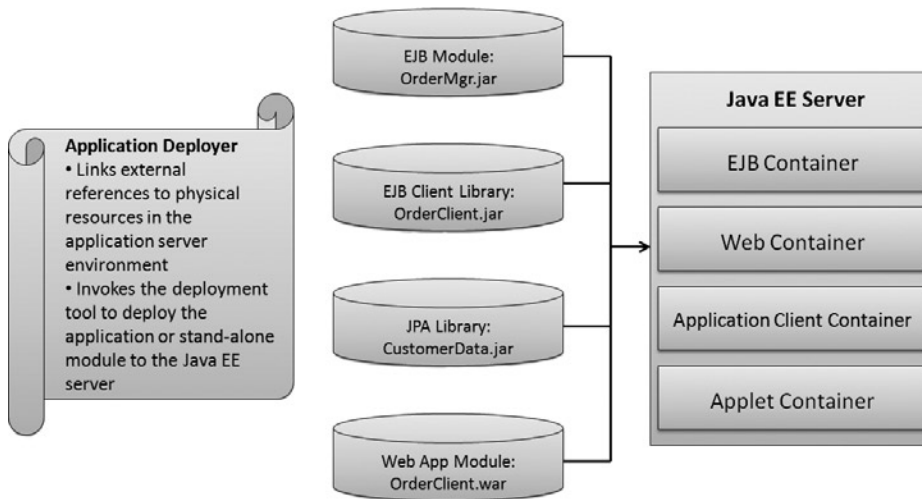 Application Deployer
• Links external
references to physical
resources in the
application server
environment
• Invokes the deployment
tool to deploy the
application or stand-alone
module to the Java EE
server
EJB Module:
OrderMgr.jar
EJB Client Library:
OrderClient.jar
JPA Library:
CustomerData.jar
Web App Module:
OrderClient.war
Java EE Server
EJB Container
Web Container
Application Client Container
Applet Container